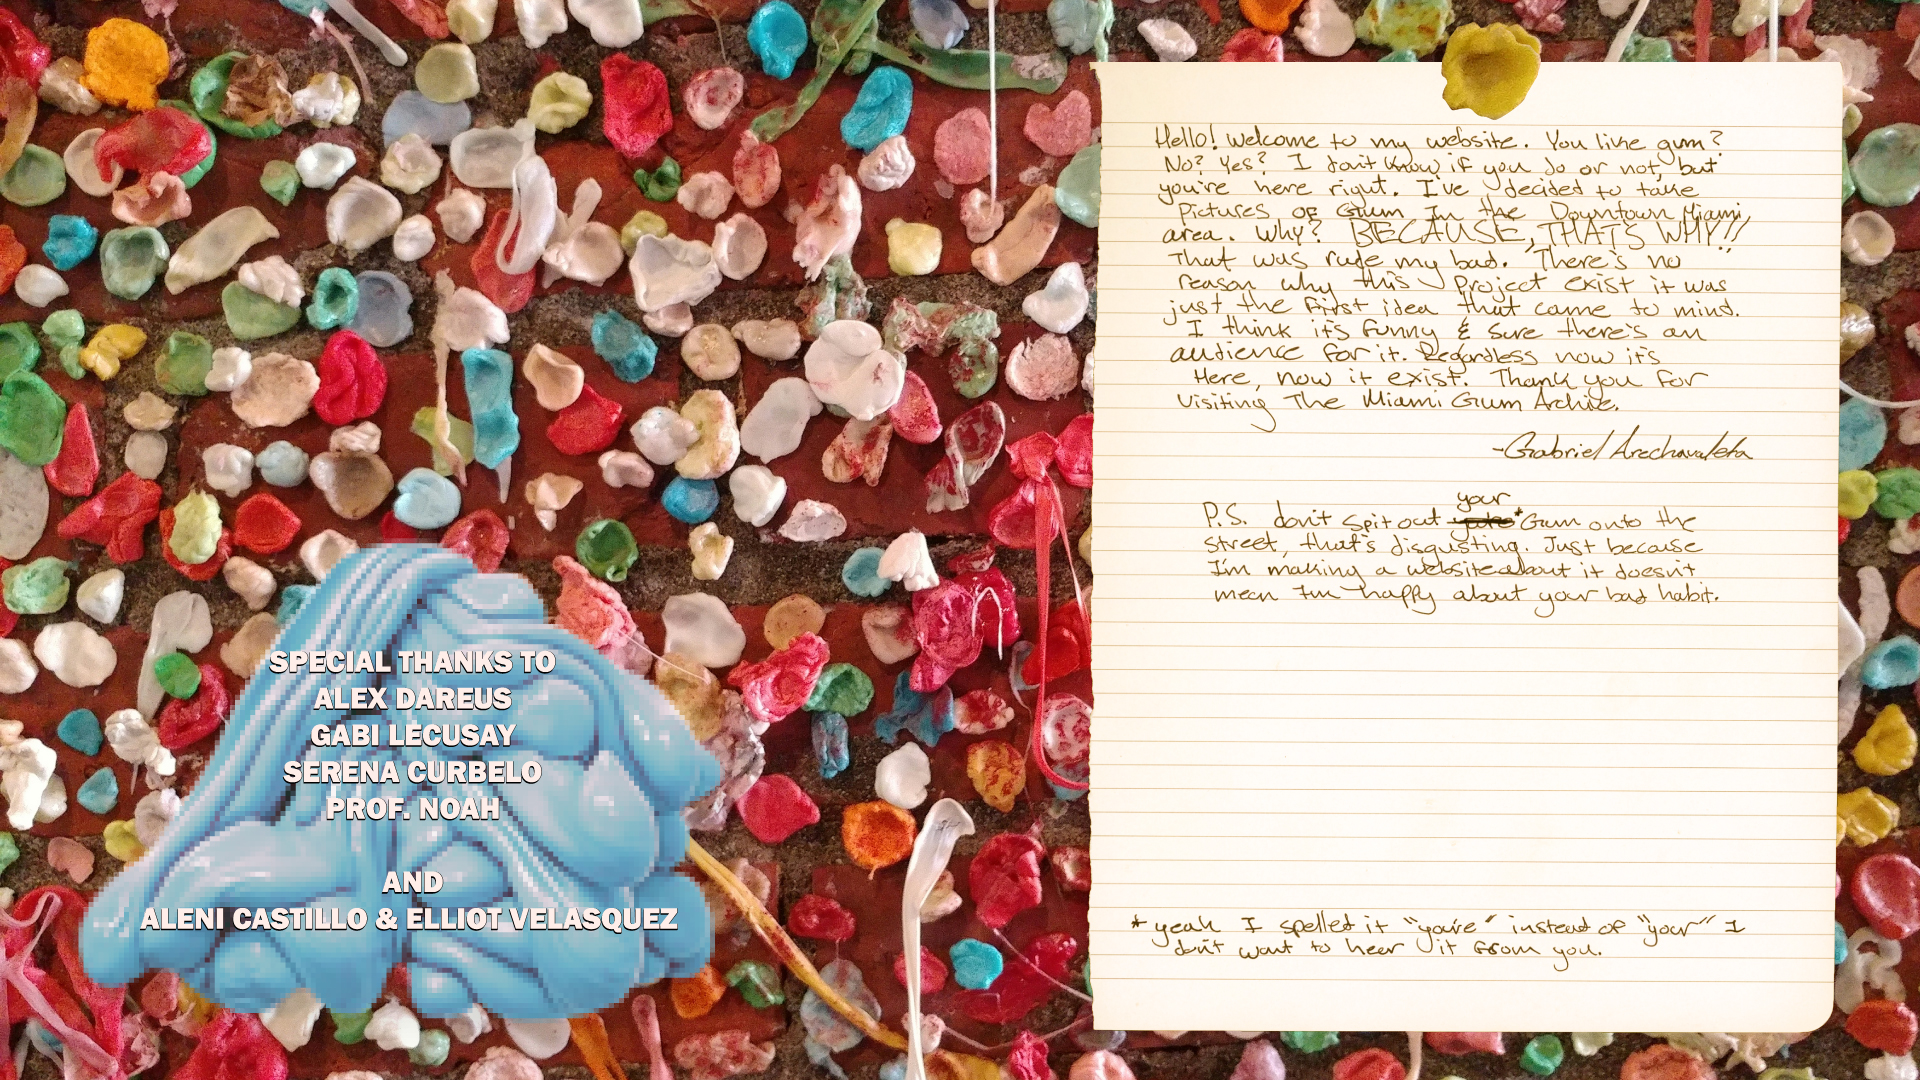 Hello! Welcome to my website. You like gum?
No? Yes? I don't know if you do or not, but
you're here right. I've decided to take
pictures of Gum In the Downtown Miami
area. Why? BECAUSE, THAT'S WHY!!
That was rude my bad. There's no
reason why this project exist it was
just the first idea that came to mind.
I think it's funny & sure there's an
audience for it. Regardless now it's
Here, now it exist. Thank you for
visiting The Miami Gum Archive.
-Gabriel Arechavaleta
your
P.S. don't spit out *Gum onto the
street, that's disgusting. Just because
I'm making a website about it doesn't
mean I'm happy about your bad habit.
* yeah I spelled it "you're" instead of "your" I
don't want to hear it from you.
SPECIAL THANKS TO
ALEX DAREUS
GABI LECUSAY
SERENA CURBELO
PROF. NOAH
AND
ALENI CASTILLO & ELLIOT VELASQUEZ